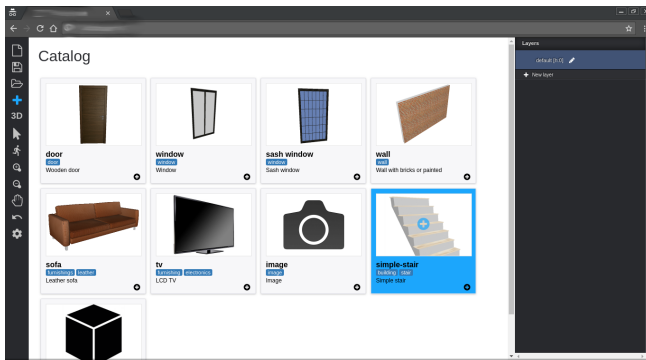 Catalog
Layers
default [h:0]
New layer
3D
door
door
Wooden door
window
window
Window
sash window
window
Sash window
wall
Wall with bricks or painted
sofa
furnishings leather
Leather sofa
tv
furnishing electronics
LCD TV
image
image
Image
simple-stair
building stair
Simple stair